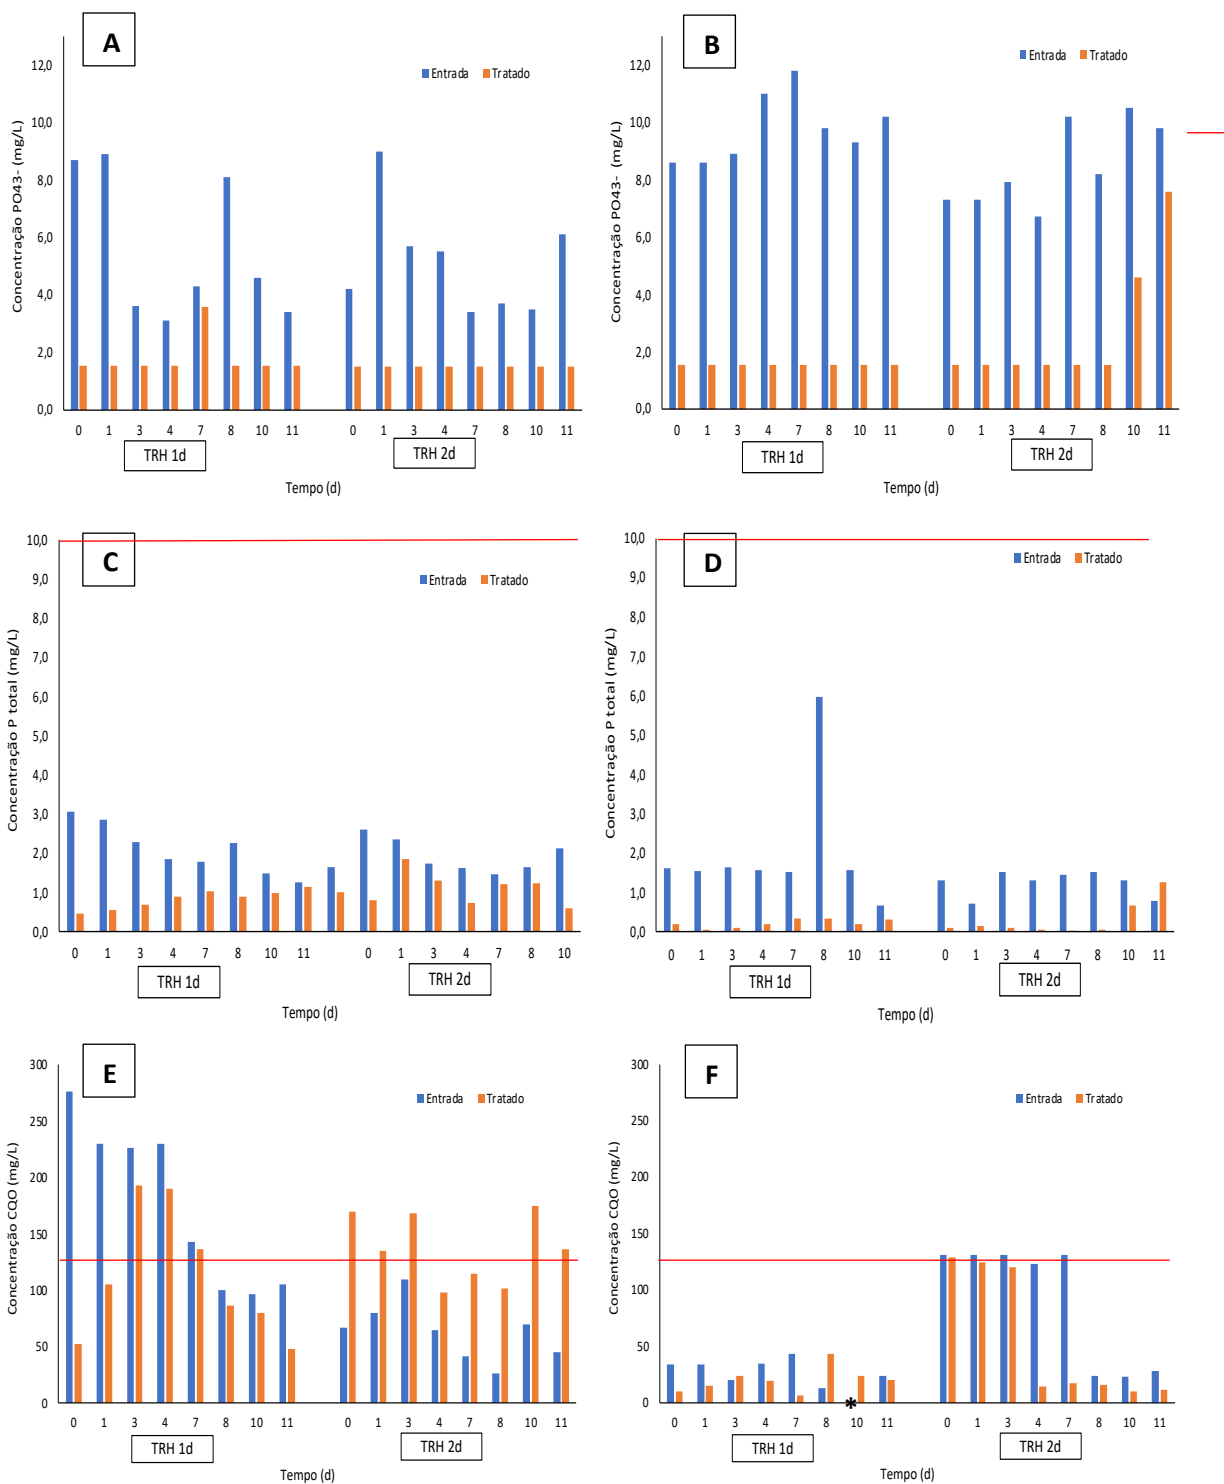 A
Entrada Tratado
Concentração PO43- (mg/L)
12,0
10,0
8,0
6,0
4,0
2,0
0,0
0 1 3 4 7 8 10 11 0 1 3 4 7 8 10 11
TRH 1d TRH 2d
Tempo (d)
B
Entrada Tratado
Concentração PO43- (mg/L)
12,0
10,0
8,0
6,0
4,0
2,0
0,0
0 1 3 4 7 8 10 11 0 1 3 4 7 8 10 11
TRH 1d TRH 2d
Tempo (d)
C
Entrada Tratado
Concentração P total (mg/L)
10,0
9,0
8,0
7,0
6,0
5,0
4,0
3,0
2,0
1,0
0,0
0 1 3 4 7 8 10 11 0 1 3 4 7 8 10
TRH 1d TRH 2d
Tempo (d)
D
Entrada Tratado
Concentração P total (mg/L)
10,0
9,0
8,0
7,0
6,0
5,0
4,0
3,0
2,0
1,0
0,0
0 1 3 4 7 8 10 11 0 1 3 4 7 8 10 11
TRH 1d TRH 2d
Tempo (d)
E
Entrada Tratado
Concentração CQO (mg/L)
300
250
200
150
100
50
0
0 1 3 4 7 8 10 11 0 1 3 4 7 8 10 11
TRH 1d TRH 2d
Tempo (d)
F
Entrada Tratado
Concentração CQO (mg/L)
300
250
200
150
100
50
0
*
0 1 3 4 7 8 10 11 0 1 3 4 7 8 10 11
TRH 1d TRH 2d
Tempo (d)